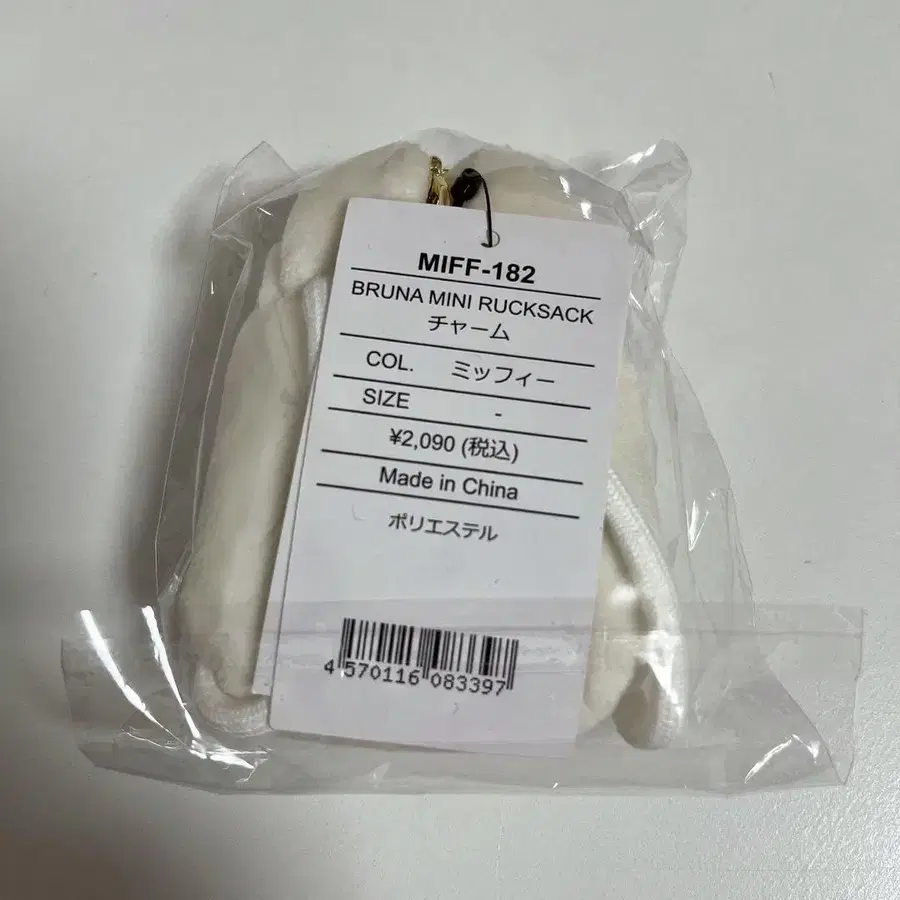 MIFF-182
BRUNA MINI RUCKSACK
チャーム
COL. ミッフィー
SIZE -
¥2,090 (税込)
Made in China
ポリエステル
4 570116 083397